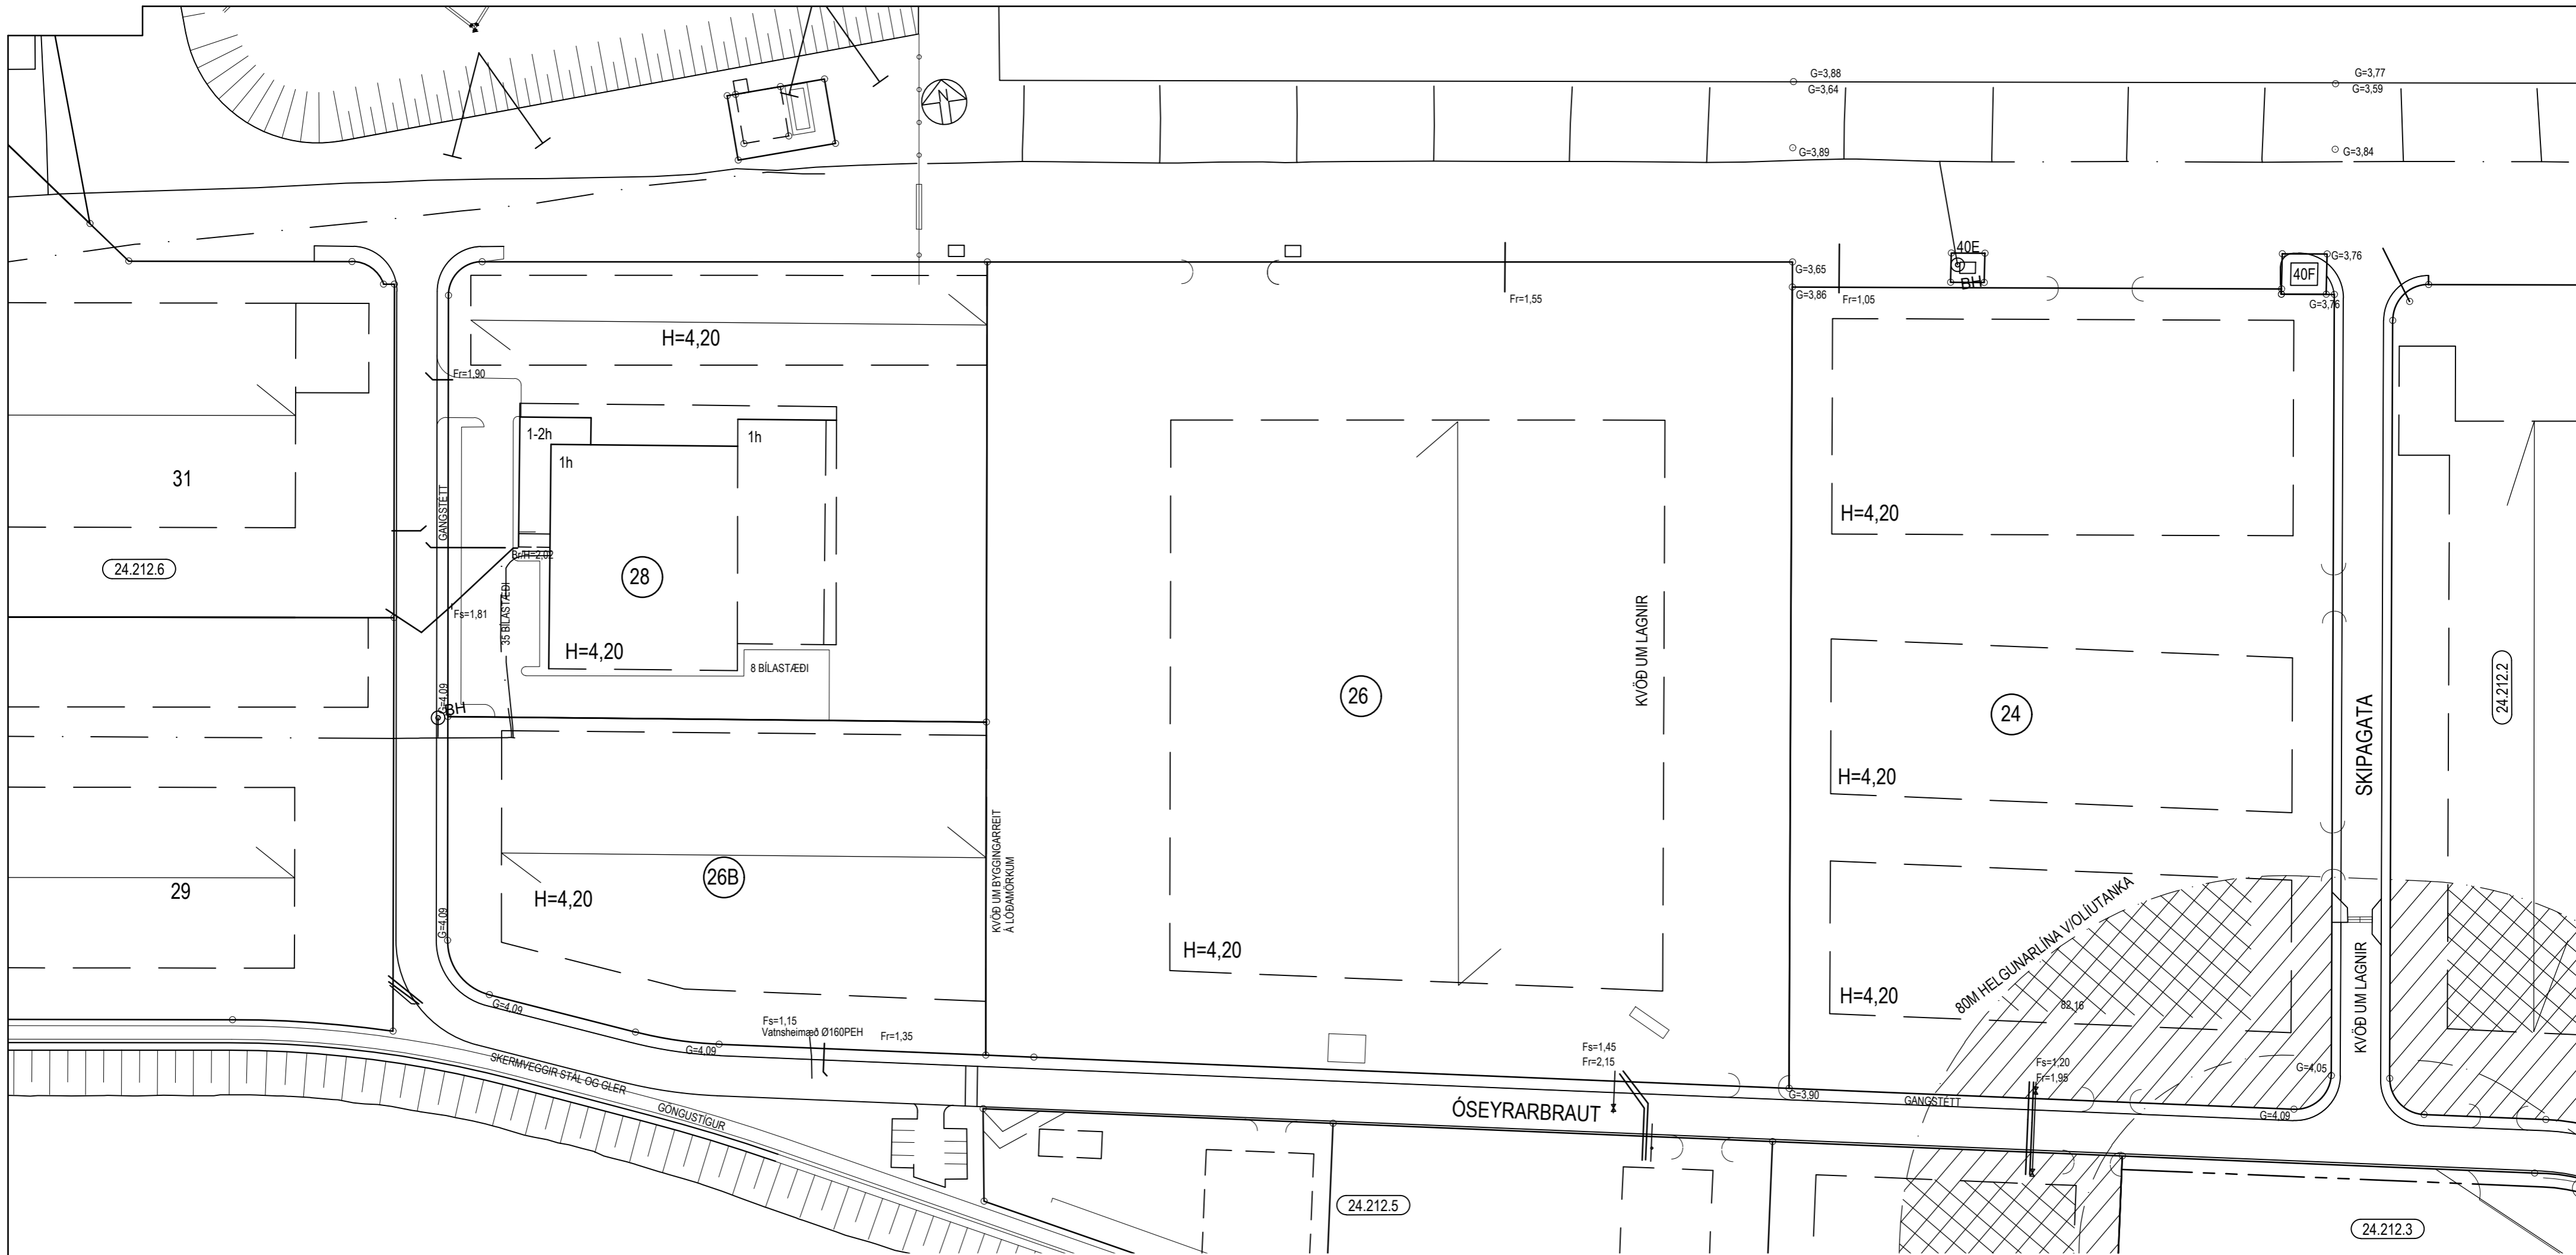 G=3,88
G=3,64
G=3,77
G=3,59
N
G=3,89
G=3,84
40E
BH
G=3,65
G=3,86
Fr=1,55
Fr=1,05
40F
G=3,76
G=3,76
H=4,20
Fr=1,90
1-2h
1h
1h
31
GANGSTÉTT
24.212.6
Br/H=2,02
28
35 BÍLASTÆÐI
Fs=1,81
H=4,20
8 BÍLASTÆÐI
G=4,09
BH
H=4,20
KVÖÐ UM LAGNIR
26
24
H=4,20
SKIPAGATA
24.212.2
29
26B
H=4,20
G=4,09
KVÖÐ UM BYGGINGARREIT
Á LÓÐAMÖRKUM
H=4,20
H=4,20
80M HELGUNARLÍNA V/OLÍUTANKA
82,16
KVÖÐ UM LAGNIR
G=4,09
Fs=1,15
Vatnsheimæð Ø160PEH
Fr=1,35
G=4,09
SKERMVEGGIR STÁL OG GLER
GÖNGUSTÍGUR
Fs=1,45
Fr=2,15
ÓSEYRARBRAUT
G=3,90
GANGSTÉTT
Fs=1,20
Fr=1,95
G=4,05
G=4,09
24.212.5
24.212.3